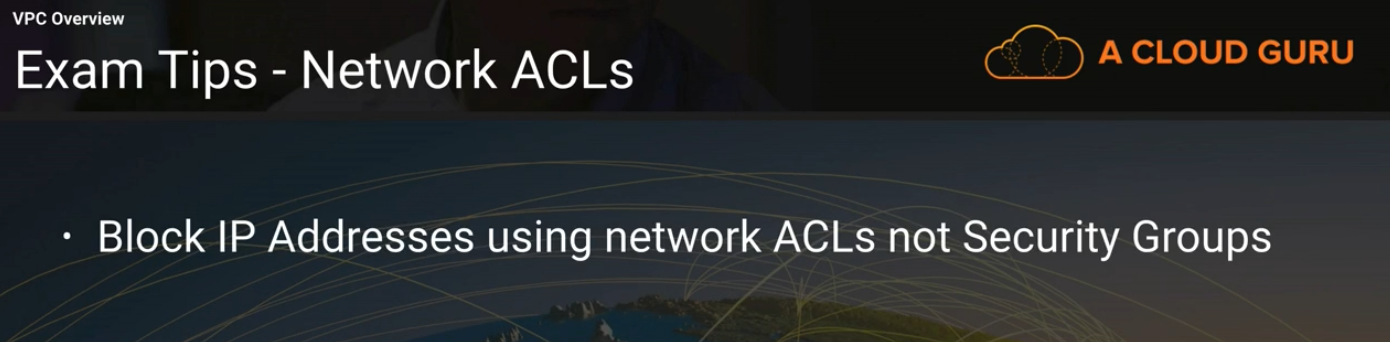 VPC Overview
Exam Tips - Network ACLs
A CLOUD GURU
• Block IP Addresses using network ACLs not Security Groups